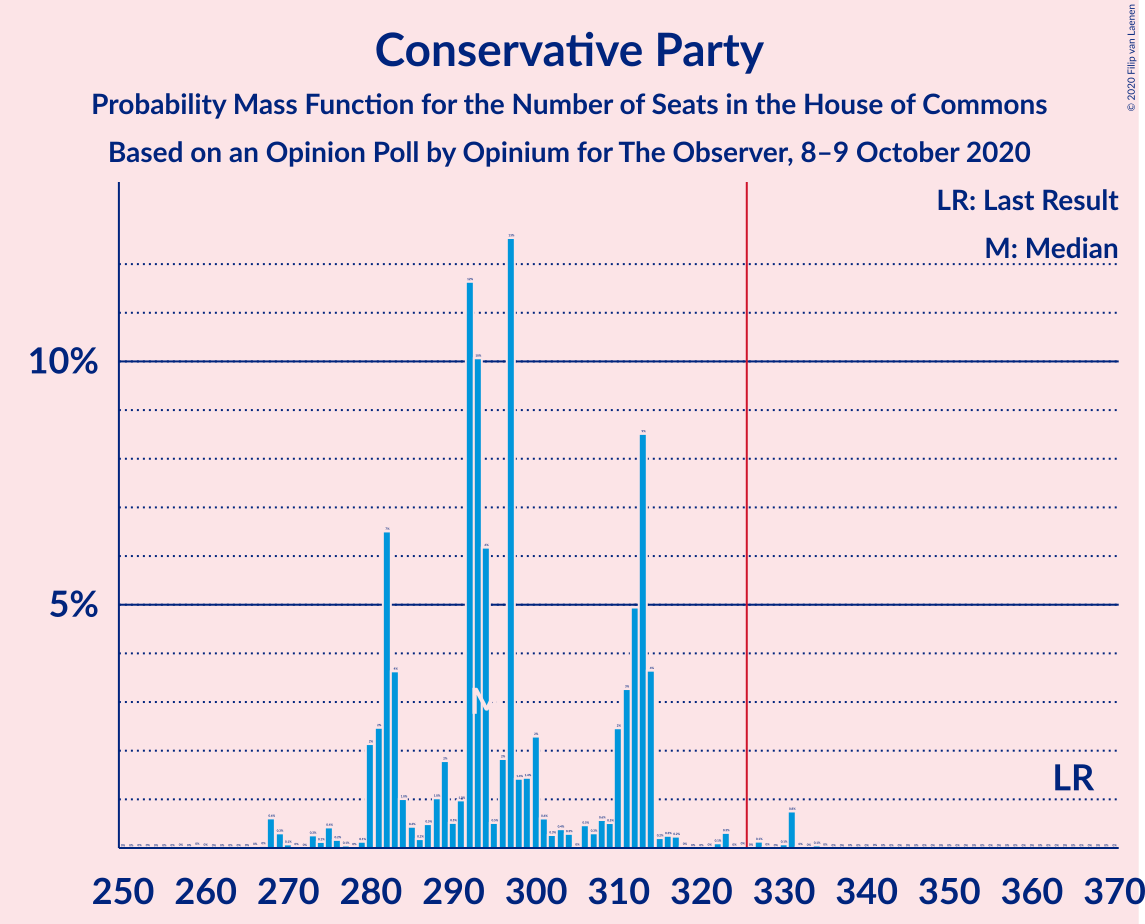 Conservative Party
Probability Mass Function for the Number of Seats in the House of Commons
Based on an Opinion Poll by Opinium for The Observer, 8–9 October 2020
© 2020 Filip van Laenen
LR: Last Result
M: Median
10%
5%
M
LR
250 260 270 280 290 300 310 320 330 340 350 360 370